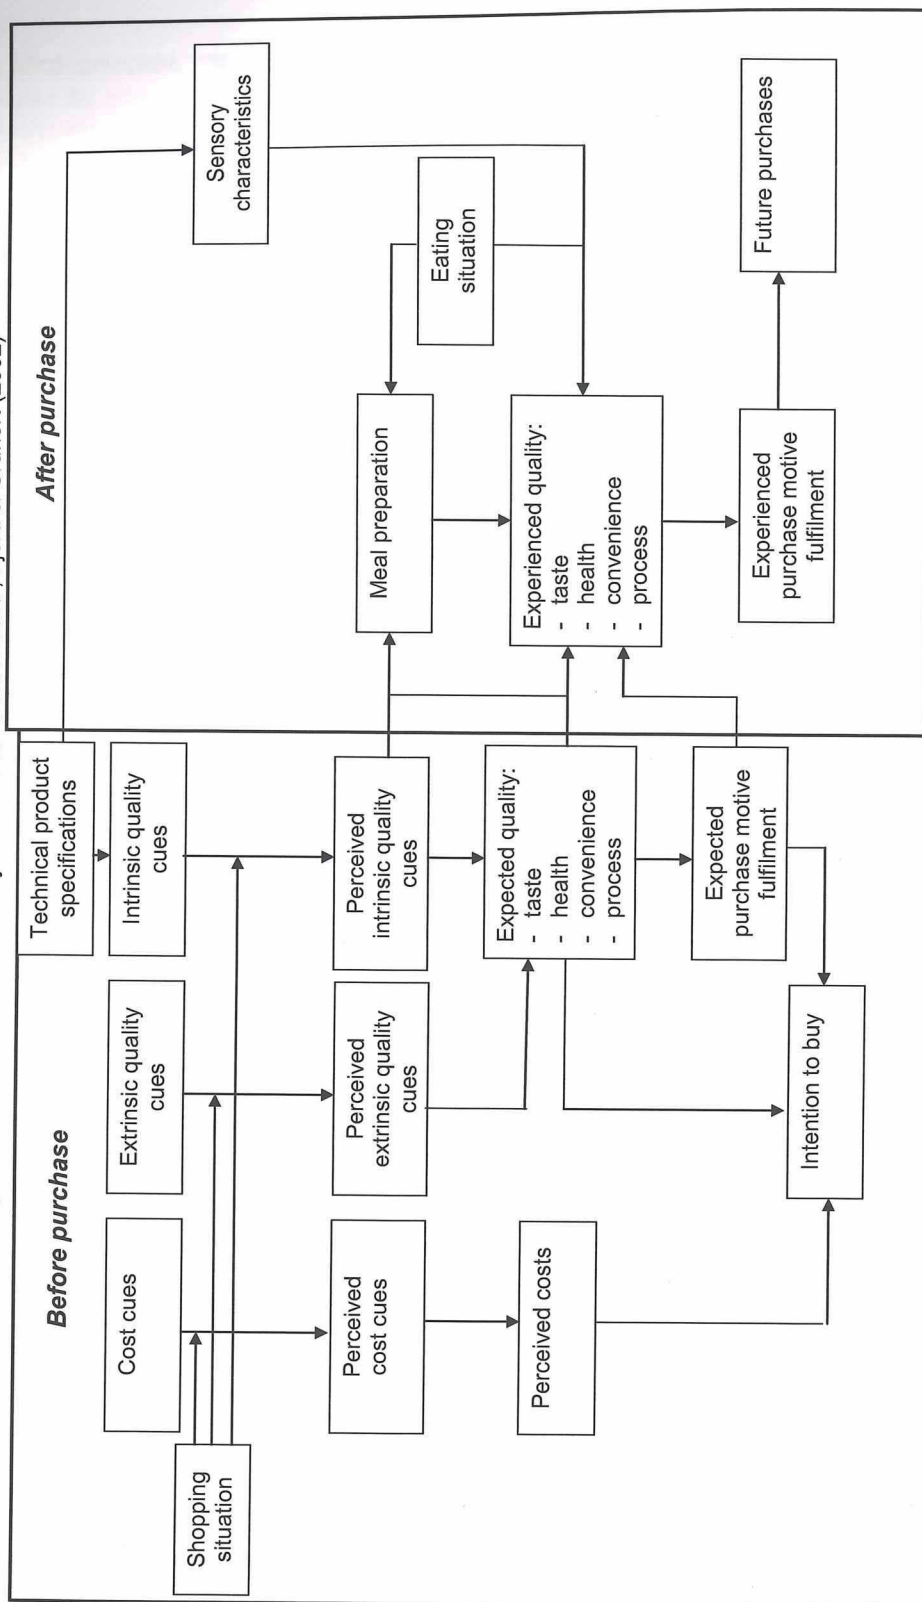 Before purchase
After purchase
Technical product
specifications
Cost cues
Extrinsic quality
cues
Intrinsic quality
cues
Sensory
characteristics
Shopping
situation
Perceived
cost cues
Perceived
extrinsic quality
cues
Perceived
intrinsic quality
cues
Meal preparation
Eating
situation
Perceived costs
Expected quality:
- taste
- health
- convenience
- process
Experienced quality:
- taste
- health
- convenience
- process
Expected
purchase motive
fulfilment
Experienced
purchase motive
fulfilment
Future purchases
Intention to buy